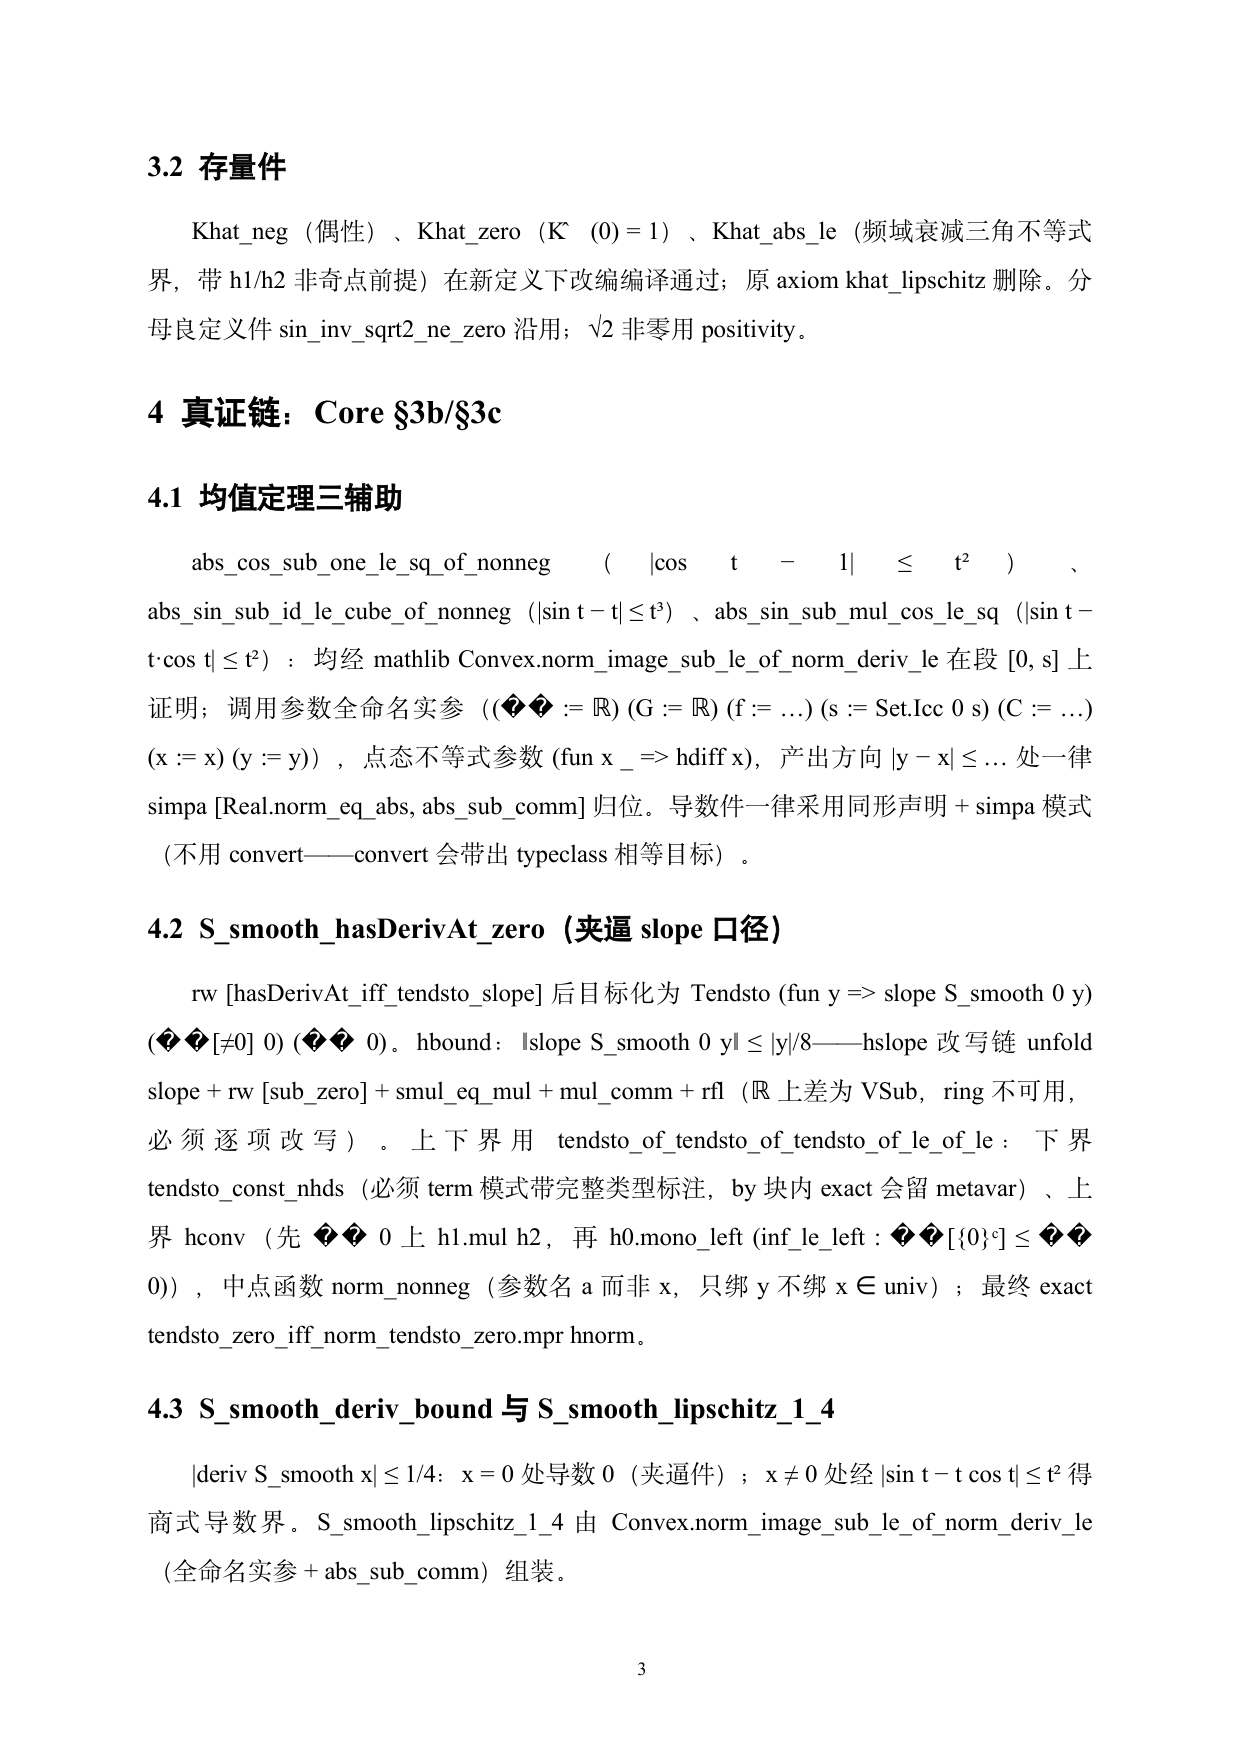 3.2 存量件
Khat_neg（偶性）、Khat_zero（K̂ (0) = 1）、Khat_abs_le（频域衰减三角不等式
界，带 h1/h2 非奇点前提）在新定义下改编编译通过；原 axiom khat_lipschitz 删除。分
母良定义件 sin_inv_sqrt2_ne_zero 沿用；√2 非零用 positivity。
4 真证链：Core §3b/§3c
4.1 均值定理三辅助
abs_cos_sub_one_le_sq_of_nonneg （ |cos t − 1| ≤ t² ） 、
abs_sin_sub_id_le_cube_of_nonneg（|sin t − t| ≤ t³）、abs_sin_sub_mul_cos_le_sq（|sin t −
t·cos t| ≤ t²）：均经 mathlib Convex.norm_image_sub_le_of_norm_deriv_le 在段 [0, s] 上
证明；调用参数全命名实参（(�� := ℝ) (G := ℝ) (f := …) (s := Set.Icc 0 s) (C := …)
(x := x) (y := y)），点态不等式参数 (fun x _ => hdiff x)，产出方向 |y − x| ≤ … 处一律
simpa [Real.norm_eq_abs, abs_sub_comm] 归位。导数件一律采用同形声明 + simpa 模式
（不用 convert——convert 会带出 typeclass 相等目标）。
4.2 S_smooth_hasDerivAt_zero（夹逼 slope 口径）
rw [hasDerivAt_iff_tendsto_slope] 后目标化为 Tendsto (fun y => slope S_smooth 0 y)
(��[≠0] 0) (�� 0)。hbound：‖slope S_smooth 0 y‖ ≤ |y|/8——hslope 改写链 unfold
slope + rw [sub_zero] + smul_eq_mul + mul_comm + rfl（ℝ 上差为 VSub，ring 不可用，
必须逐项改写）。上下界用 tendsto_of_tendsto_of_tendsto_of_le_of_le：下界
tendsto_const_nhds（必须 term 模式带完整类型标注，by 块内 exact 会留 metavar）、上
界 hconv（先 �� 0 上 h1.mul h2，再 h0.mono_left (inf_le_left : ��[{0}ᶜ] ≤ ��
0)），中点函数 norm_nonneg（参数名 a 而非 x，只绑 y 不绑 x ∈ univ）；最终 exact
tendsto_zero_iff_norm_tendsto_zero.mpr hnorm。
4.3 S_smooth_deriv_bound 与 S_smooth_lipschitz_1_4
|deriv S_smooth x| ≤ 1/4：x = 0 处导数 0（夹逼件）；x ≠ 0 处经 |sin t − t cos t| ≤ t² 得
商式导数界。S_smooth_lipschitz_1_4 由 Convex.norm_image_sub_le_of_norm_deriv_le
（全命名实参 + abs_sub_comm）组装。
3